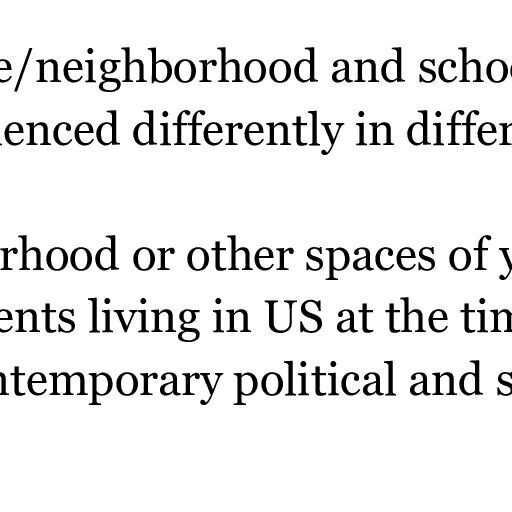 e/neighborhood and schoo
ienced differently in differ
rhood or other spaces of y
ents living in US at the tim
ntemporary political and s